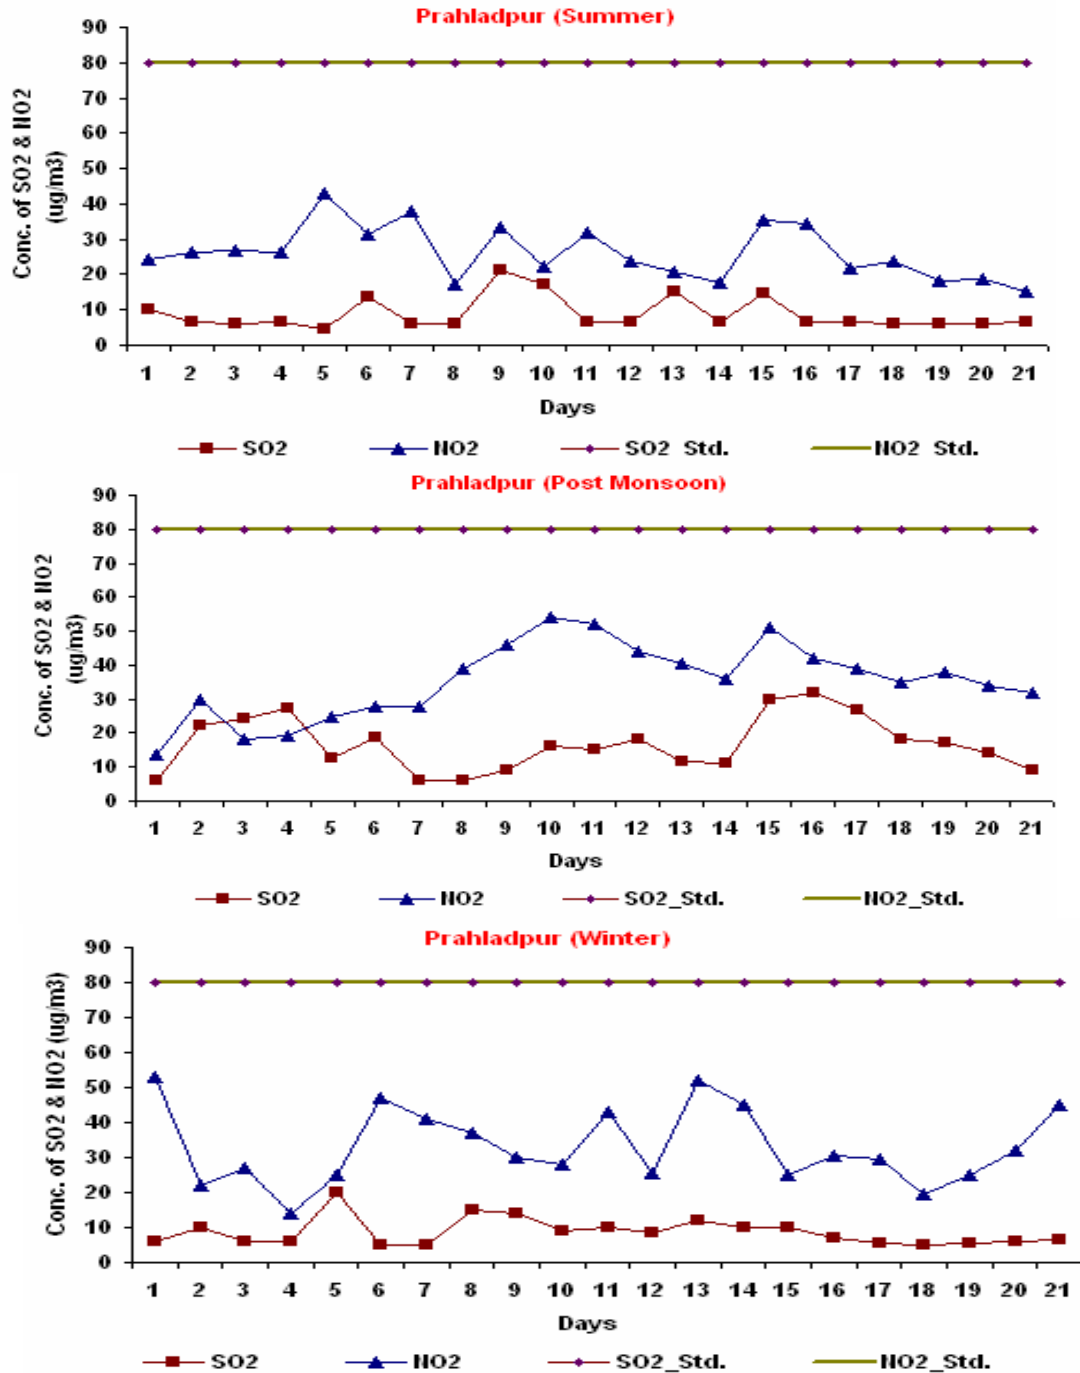 Prahladpur (Summer)
Conc. of SO2 & NO2
(ug/m3)
90
80
70
60
50
40
30
20
10
0
1 2 3 4 5 6 7 8 9 10 11 12 13 14 15 16 17 18 19 20 21
Days
SO2 NO2 SO2 Std. NO2 Std.
Prahladpur (Post Monsoon)
Conc. of SO2 & NO2
(ug/m3)
90
80
70
60
50
40
30
20
10
0
1 2 3 4 5 6 7 8 9 10 11 12 13 14 15 16 17 18 19 20 21
Days
SO2 NO2 SO2_Std. NO2_Std.
Prahladpur (Winter)
Conc. of SO2 & NO2 (ug/m3)
90
80
70
60
50
40
30
20
10
0
1 2 3 4 5 6 7 8 9 10 11 12 13 14 15 16 17 18 19 20 21
Days
SO2 NO2 SO2_Std. NO2_Std.